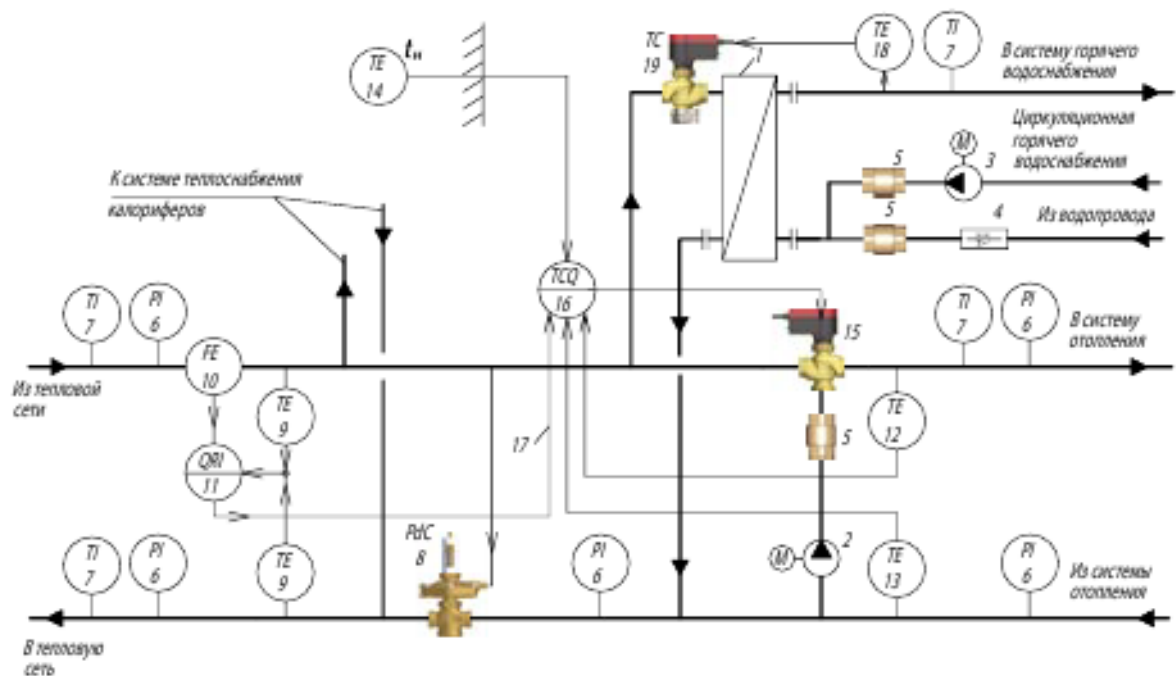 TE
14
tн
TC
19
1
TE
18
TI
7
В систему горячего
водоснабжения
Циркуляционная
горячего
водоснабжения
M
3
5
5
4
Из водопровода
К системе теплоснабжения
калориферов
TCQ
16
15
TI
7
PI
6
TI
7
PI
6
В систему
отопления
FE
10
Из тепловой
сети
TE
9
QRI
11
17
5
TE
12
PdC
8
M
2
TI
7
PI
6
TE
9
PI
6
TE
13
PI
6
Из системы
отопления
В тепловую
сеть